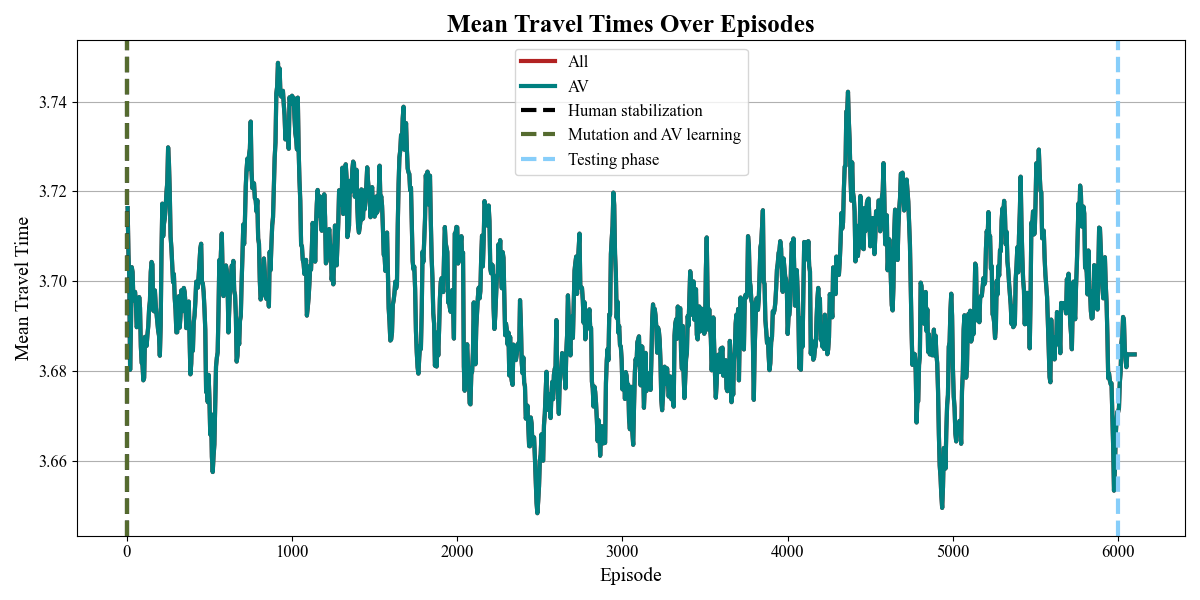 Mean Travel Times Over Episodes
All
AV
Human stabilization
Mutation and AV learning
Testing phase
3.74
3.72
3.70
3.68
3.66
Mean Travel Time
0
1000
2000
3000
4000
5000
6000
Episode